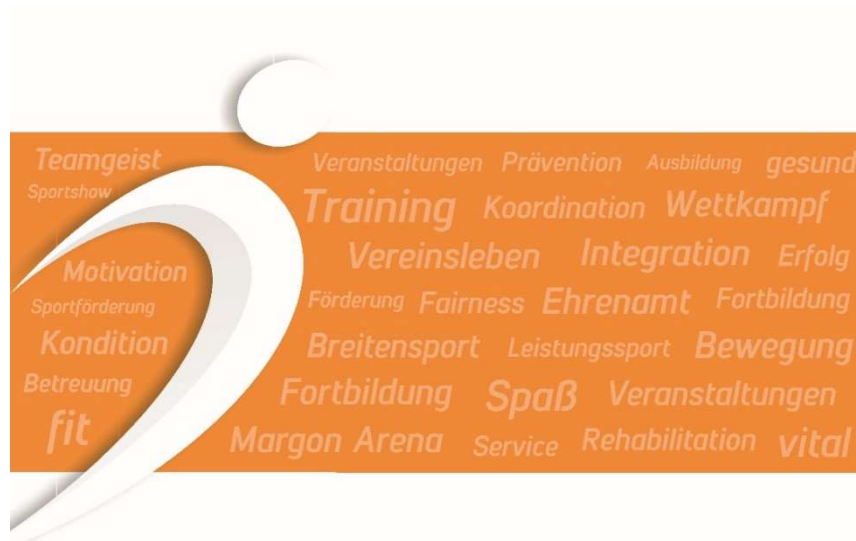 Teamgeist Veranstaltungen Prävention Ausbildung gesund
Sportshow Training Koordination Wettkampf
Vereinsleben Integration Erfolg
Motivation
Sportförderung Förderung Fairness Ehrenamt Fortbildung
Kondition Breitensport Leistungssport Bewegung
Betreuung Fortbildung Spaß Veranstaltungen
fit Margon Arena Service Rehabilitation vital